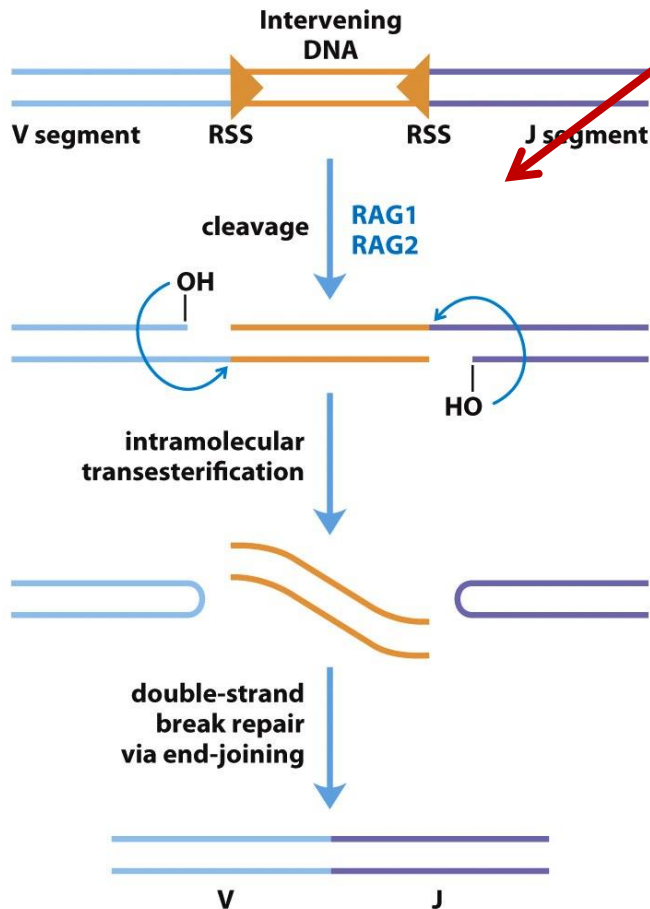 Intervening
DNA
V segment RSS RSS J segment
cleavage RAG1
RAG2
OH
HO
intramolecular
transesterification
double-strand
break repair
via end-joining
V J